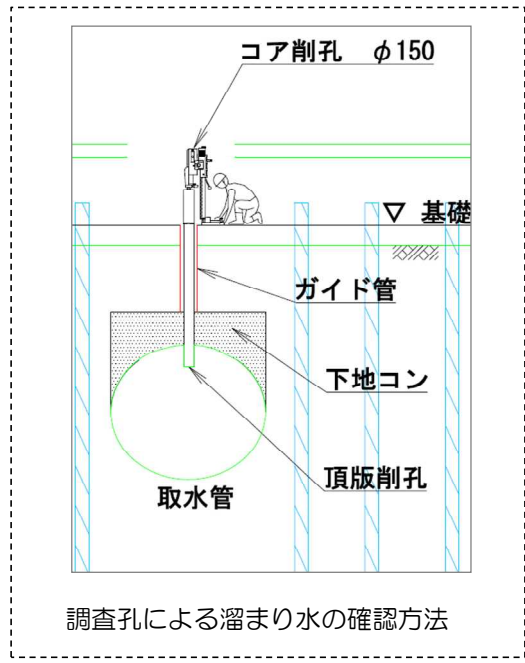 コア削孔 φ150
▽ 基礎
ガイド管
下地コン
頂版削孔
取水管
調査孔による溜まり水の確認方法